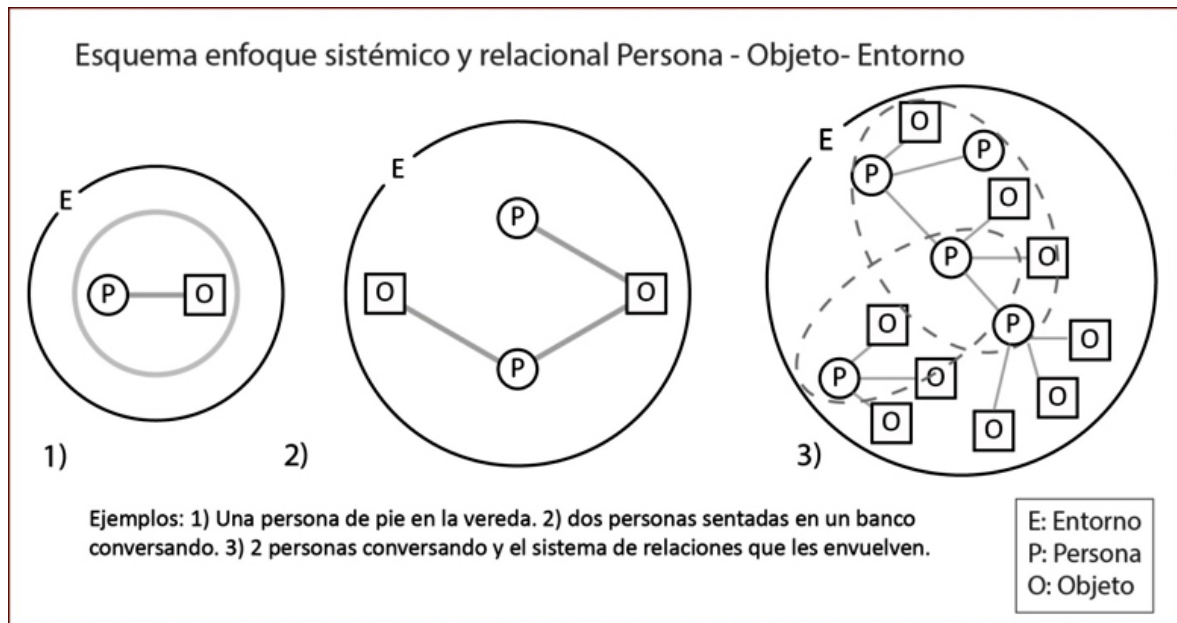 Esquema enfoque sistémico y relacional Persona - Objeto- Entorno
E
P
O
1)
E
P
O
O
P
2)
E
O
P
P
O
P
O
O
P
O
P
O
O
O
O
O
3)
Ejemplos: 1) Una persona de pie en la vereda. 2) dos personas sentadas en un banco
conversando. 3) 2 personas conversando y el sistema de relaciones que les envuelven.
E: Entorno
P: Persona
O: Objeto